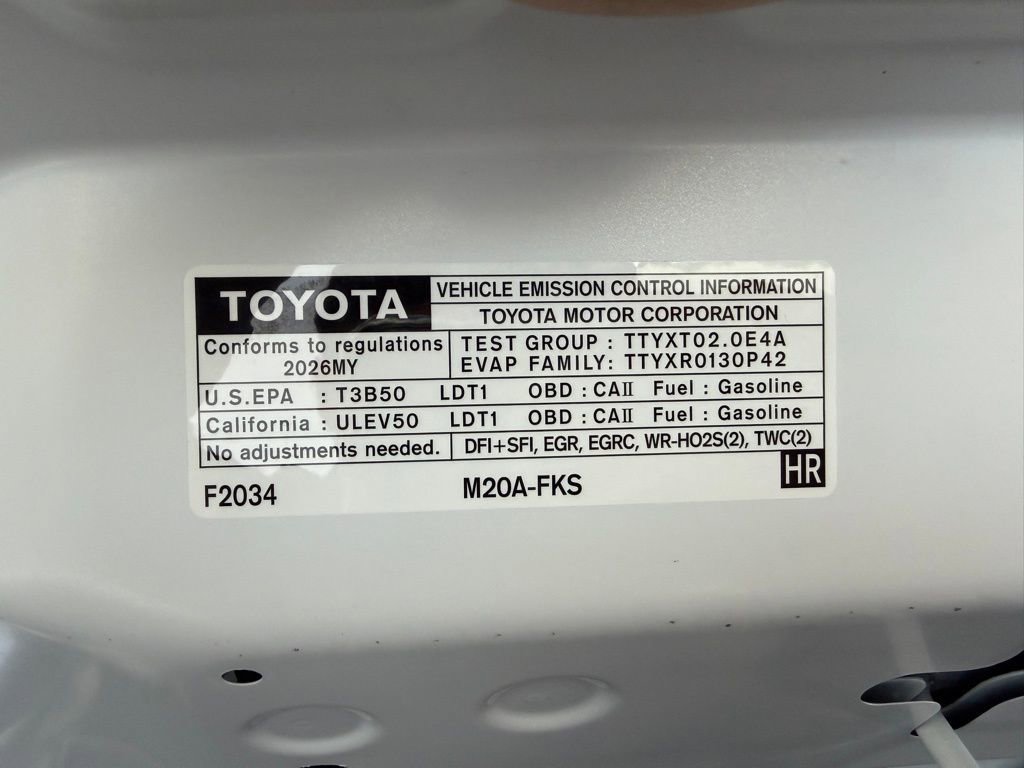 TOYOTA
VEHICLE EMISSION CONTROL INFORMATION
TOYOTA MOTOR CORPORATION
Conforms to regulations
2026MY
TEST GROUP : TTYXT02.0E4A
EVAP FAMILY: TTYXR0130P42
U.S.EPA : T3B50 LDT1 OBD : CAII Fuel : Gasoline
California : ULEV50 LDT1 OBD : CAII Fuel : Gasoline
No adjustments needed.
DFI+SFI, EGR, EGRC, WR-HO2S(2), TWC(2)
HR
F2034
M20A-FKS